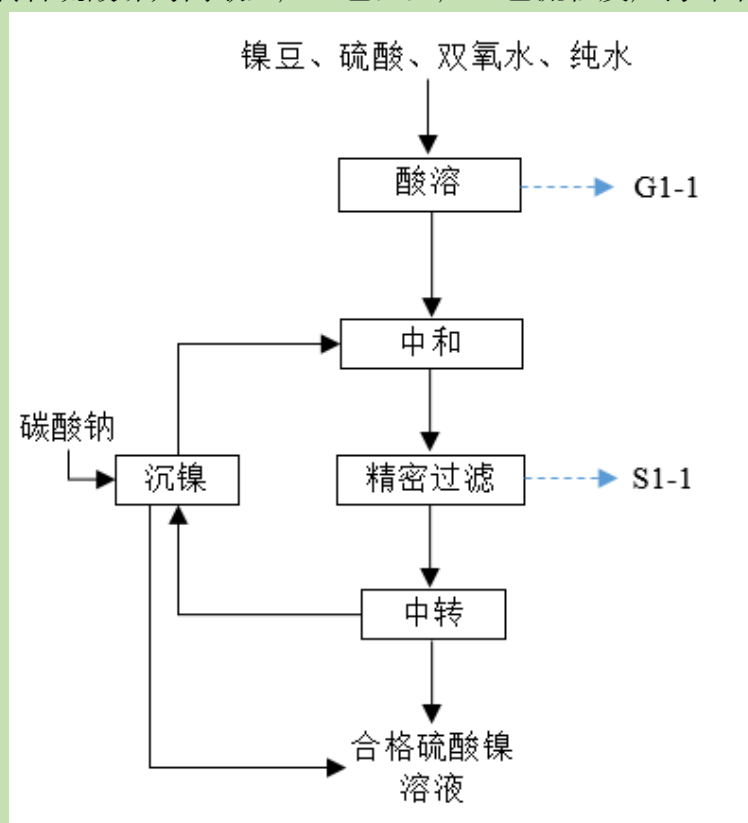 镍豆、硫酸、双氧水、纯水
酸溶
G1-1
中和
碳酸钠
沉镍
精密过滤
S1-1
中转
合格硫酸镍
溶液